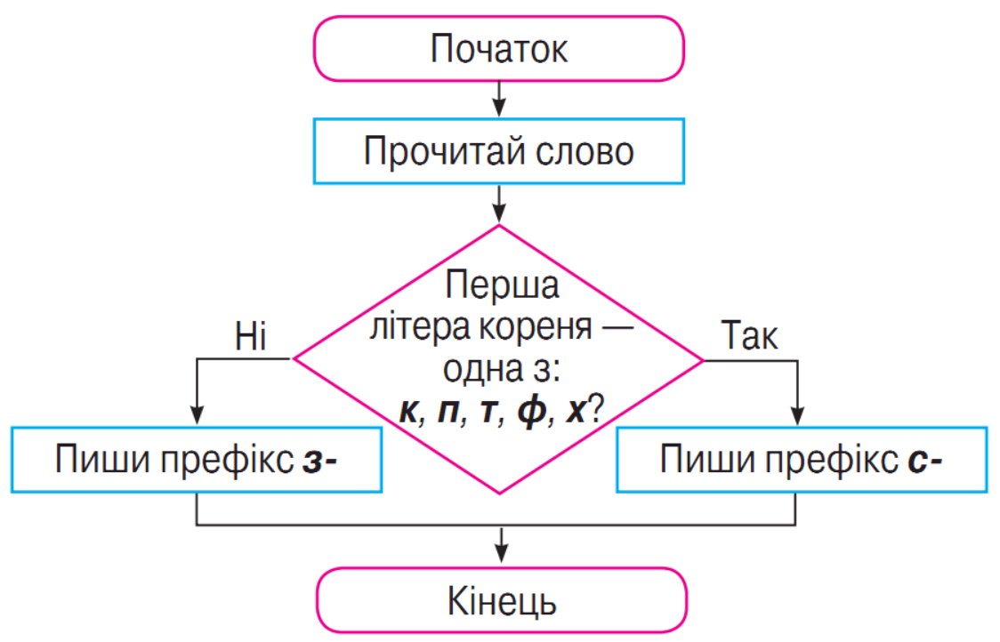 Початок
Прочитай слово
Перша
літера кореня —
одна з:
к, п, т, ф, х?
Ні
Так
Пиши префікс з-
Пиши префікс с-
Кінець